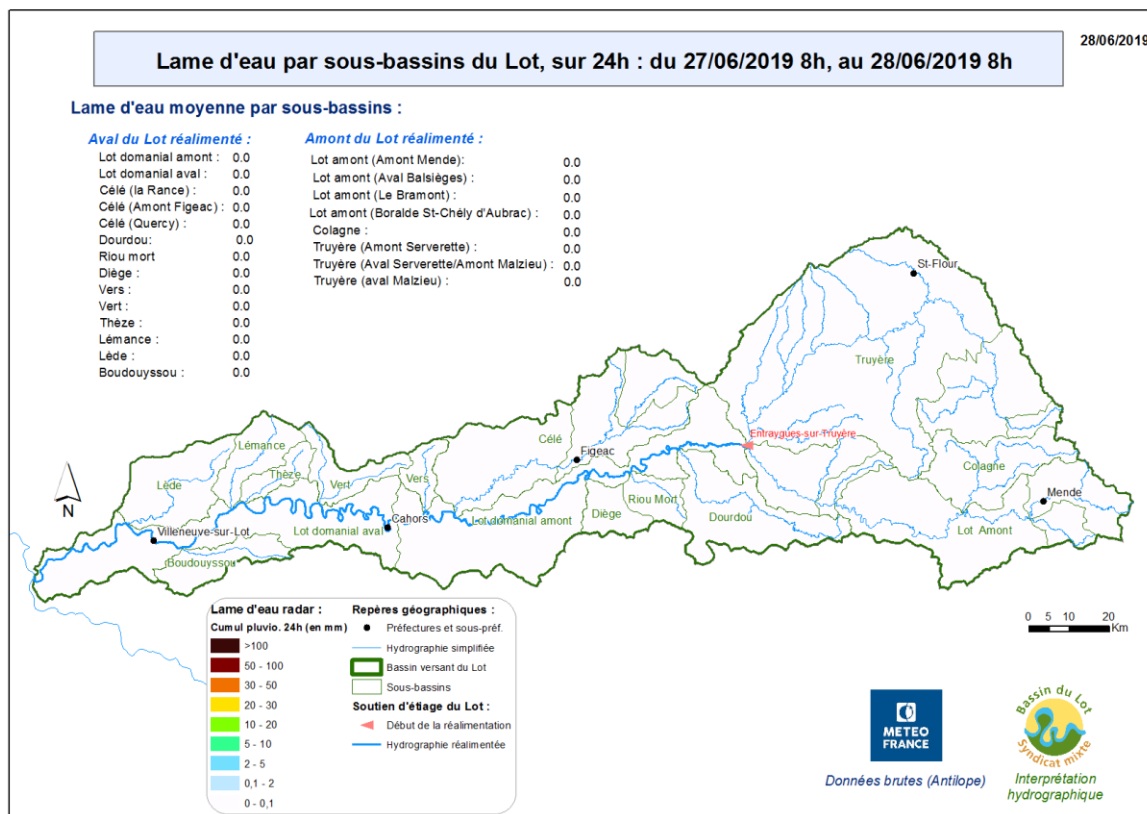 28/06/2019
Lame d'eau par sous-bassins du Lot, sur 24h : du 27/06/2019 8h, au 28/06/2019 8h
Lame d'eau moyenne par sous-bassins :
Aval du Lot réalimenté :
Lot domanial amont : 0.0
Lot domanial aval : 0.0
Célé (la Rance) : 0.0
Célé (Amont Figeac) : 0.0
Célé (Quercy) : 0.0
Dourdou: 0.0
Riou mort 0.0
Diège : 0.0
Vers : 0.0
Vert : 0.0
Thèze : 0.0
Lémance : 0.0
Lède : 0.0
Boudouyssou : 0.0
Amont du Lot réalimenté :
Lot amont (Amont Mende): 0.0
Lot amont (Aval Balsièges) : 0.0
Lot amont (Le Bramont) : 0.0
Lot amont (Boralde St-Chély d'Aubrac) : 0.0
Colagne : 0.0
Truyère (Amont Serverette) : 0.0
Truyère (Aval Serverette/Amont Malzieu) : 0.0
Truyère (aval Malzieu) : 0.0
St-Flour
Truyère
Entraygues-sur-Truyère
Célé
Figeac
Lémance
Thèze
Lède
Vert
Vers
Colagne
Mende
Riou Mort
Diège
Dourdou
Lot domanial amont
Cahors
Lot domanial aval
Lot Amont
Villeneuve-sur-Lot
Boudouyssou
N
0 5 10 20
Km
Lame d'eau radar :
Cumul pluvio. 24h (en mm)
>100
50 - 100
30 - 50
20 - 30
10 - 20
5 - 10
2 - 5
0,1 - 2
0 - 0,1
Repères géographiques :
Préfectures et sous-préf.
Hydrographie simplifiée
Bassin versant du Lot
Sous-bassins
Soutien d'étiage du Lot :
Début de la réalimentation
Hydrographie réalimentée
METEO
FRANCE
Données brutes (Antilope)
Bassin du Lot
Syndicat mixte
Interprétation
hydrographique